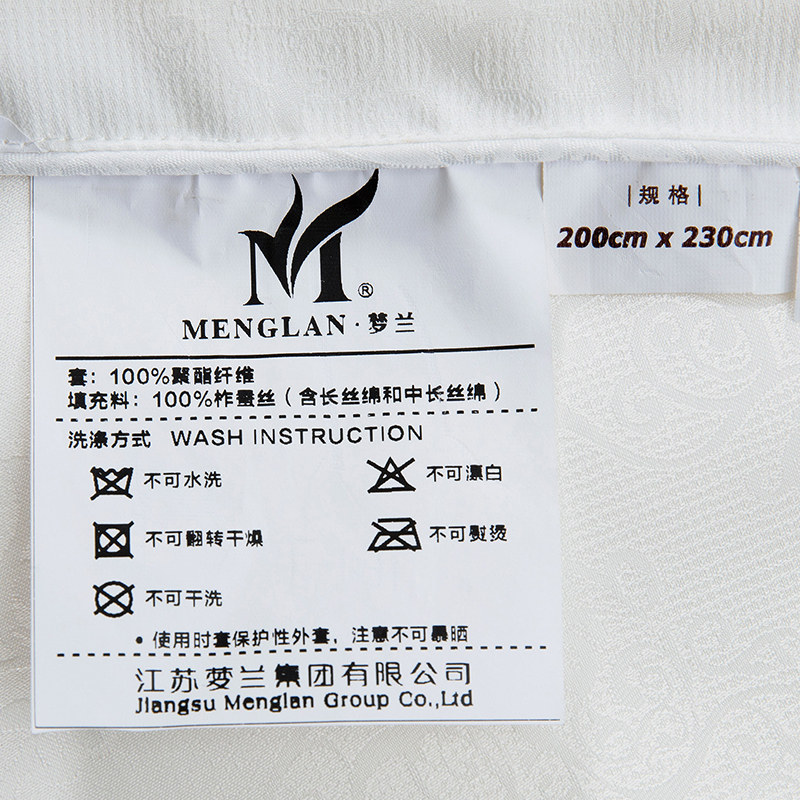 |规格|
200cm x 230cm
M®
MENGLAN·梦兰
套：100%聚酯纤维
填充料：100%柞蚕丝（含长丝绵和中长丝绵）
洗涤方式 WASH INSTRUCTION
不可水洗
不可漂白
不可翻转干燥
不可熨烫
不可干洗
• 使用时套保护性外套，注意不可暴晒
江苏梦兰集团有限公司
Jiangsu Menglan Group Co.,Ltd